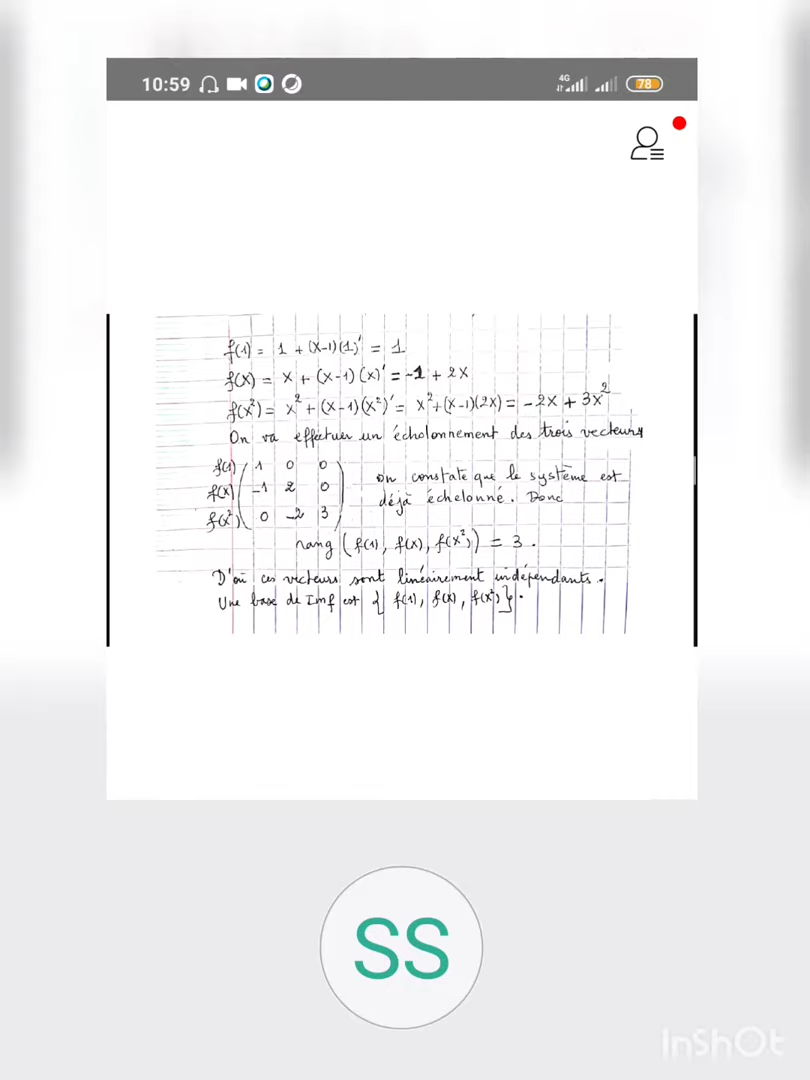 10:59 4G 78
f(1) = 1 + (x-1)(1)' = 1
f(X) = X + (X-1)(X)' = -1 + 2X
f(X²) = X² + (X-1)(X²)' = X² + (X-1)(2X) = -2X + 3X²
On va effectuer un écholonnement des trois vecteurs
f(1) 1 0 0
f(X) -1 2 0
f(X²) 0 -2 3
on constate que le système est
déjà échelonné. Donc
rang (f(1), f(X), f(X²)) = 3.
D'où ces vecteurs sont linéairement indépendants.
Une base de Imf est { f(1), f(X), f(X²) }.
SS
InShOt